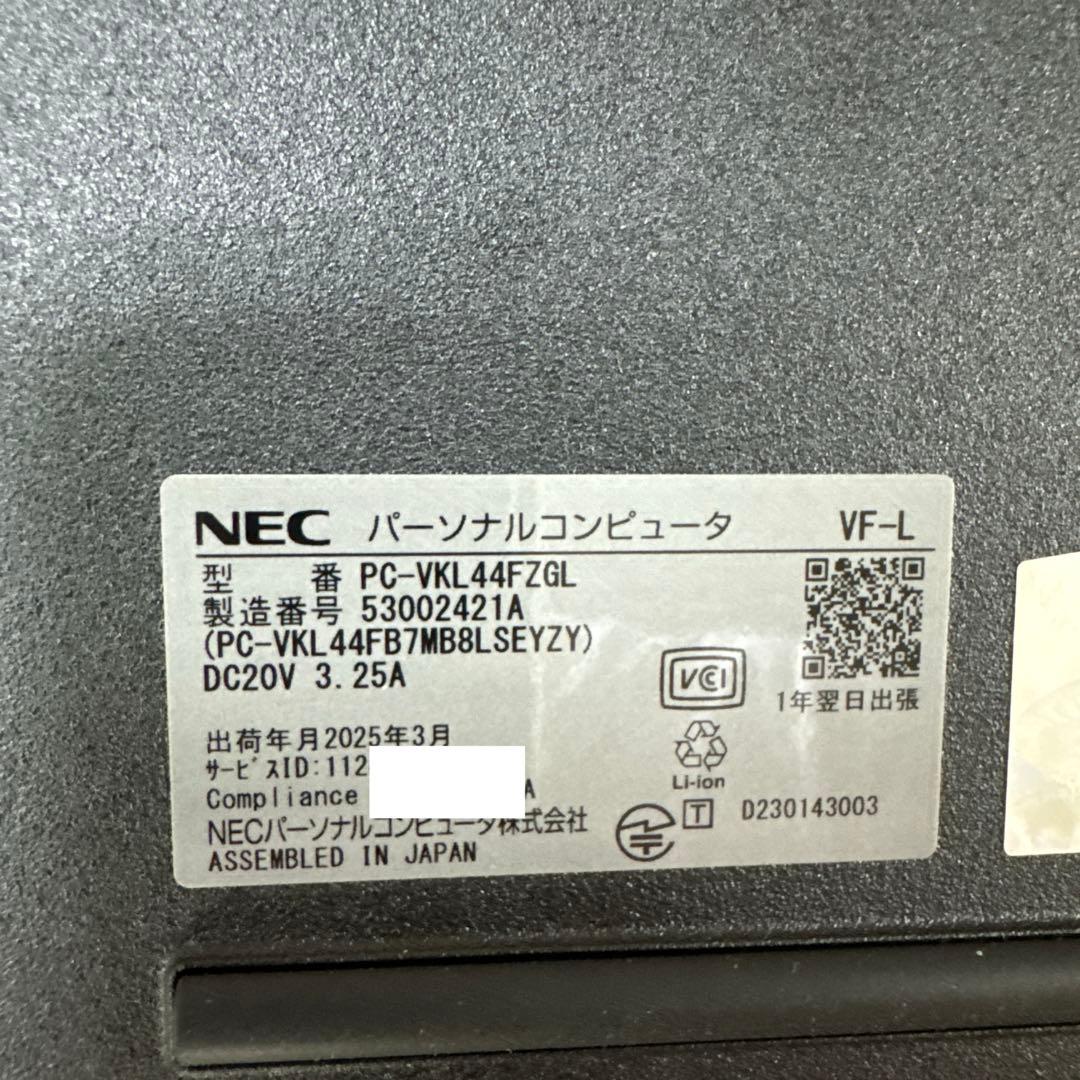 NEC パーソナルコンピュータ VF-L
型 番 PC-VKL44FZGL
製造番号 53002421A
(PC-VKL44FB7MB8LSEYZY)
DC20V 3.25A
VCI
1年翌日出張
出荷年月2025年3月
サービスID:112
Li-ion
Compliance A
T D230143003
NECパーソナルコンピュータ株式会社
ASSEMBLED IN JAPAN